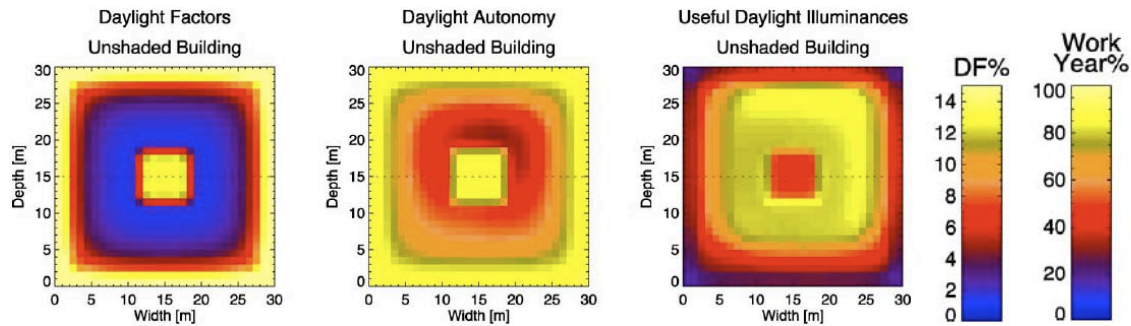 Daylight Factors
Unshaded Building
30
25
20
15
10
5
0
Depth [m]
0 5 10 15 20 25 30
Width [m]
Daylight Autonomy
Unshaded Building
30
25
20
15
10
5
0
Depth [m]
0 5 10 15 20 25 30
Width [m]
Useful Daylight Illuminances
Unshaded Building
30
25
20
15
10
5
0
Depth [m]
0 5 10 15 20 25 30
Width [m]
DF%
14
12
10
8
6
4
2
0
Work
Year%
100
80
60
40
20
0